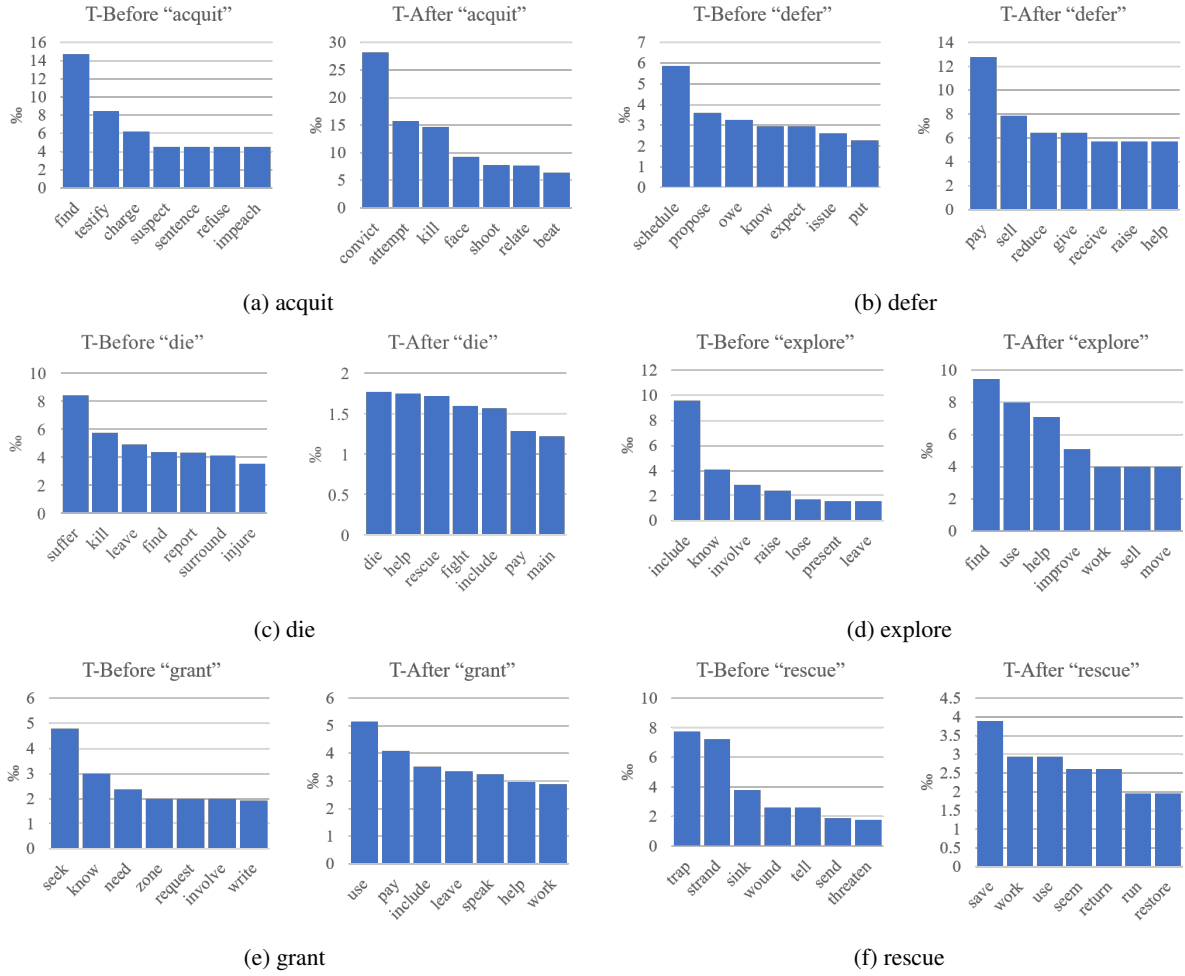 T-Before “acquit”
16
14
12
10
8
6
4
2
0
‰
find
testify
charge
suspect
sentence
refuse
impeach
T-After “acquit”
30
25
20
15
10
5
0
‰
convict
attempt
kill
face
shoot
relate
beat
(a) acquit
T-Before “defer”
7
6
5
4
3
2
1
0
‰
schedule
propose
owe
know
expect
issue
put
T-After “defer”
14
12
10
8
6
4
2
0
‰
pay
sell
reduce
give
receive
raise
help
(b) defer
T-Before “die”
10
8
6
4
2
0
‰
suffer
kill
leave
find
report
surround
injure
T-After “die”
2
1.5
1
0.5
0
‰
die
help
rescue
fight
include
pay
main
(c) die
T-Before “explore”
12
10
8
6
4
2
0
‰
include
know
involve
raise
lose
present
leave
T-After “explore”
10
8
6
4
2
0
‰
find
use
help
improve
work
sell
move
(d) explore
T-Before “grant”
6
5
4
3
2
1
0
‰
seek
know
need
zone
request
involve
write
T-After “grant”
6
5
4
3
2
1
0
‰
use
pay
include
leave
speak
help
work
(e) grant
T-Before “rescue”
10
8
6
4
2
0
‰
trap
strand
sink
wound
tell
send
threaten
T-After “rescue”
4.5
4
3.5
3
2.5
2
1.5
1
0.5
0
‰
save
work
use
seem
return
run
restore
(f) rescue